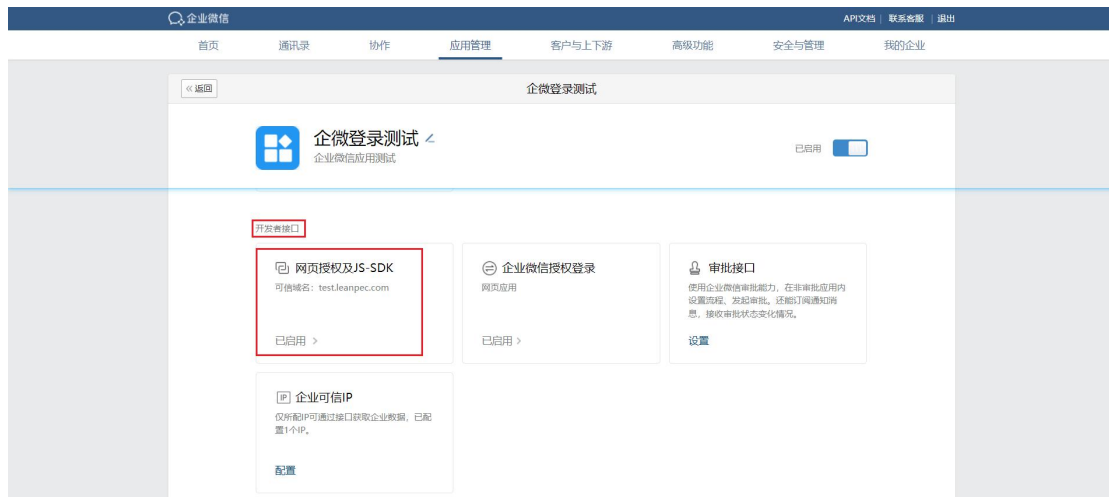 企业微信
API文档 | 联系客服 | 退出
首页 通讯录 协作 应用管理 客户与上下游 高级功能 安全与管理 我的企业
« 返回 企微登录测试
企微登录测试
企业微信应用测试
已启用
开发者接口
网页授权及JS-SDK
可信域名：test.leanpec.com
已启用 >
企业微信授权登录
网页应用
已启用 >
审批接口
使用企业微信审批能力，在非审批应用内
设置流程、发起审批。还能订阅通知消
息，接收审批状态变化情况。
设置
IP 企业可信IP
仅所配IP可通过接口获取企业数据，已配
置1个IP。
配置